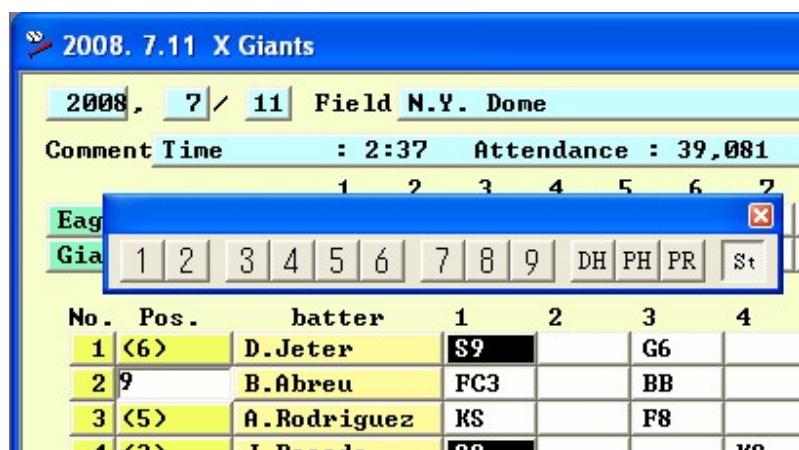 2008. 7.11 X Giants
2008, 7/ 11 Field N.Y. Dome
Comment Time : 2:37 Attendance : 39,081
1 2 3 4 5 6 7
Eag
Gia
1 2 3 4 5 6 7 8 9 DH PH PR St
No. Pos. batter 1 2 3 4
1 (6) D.Jeter S9 G6
2 9 B.Abreu FC3 BB
3 (5) A.Rodriguez KS F8